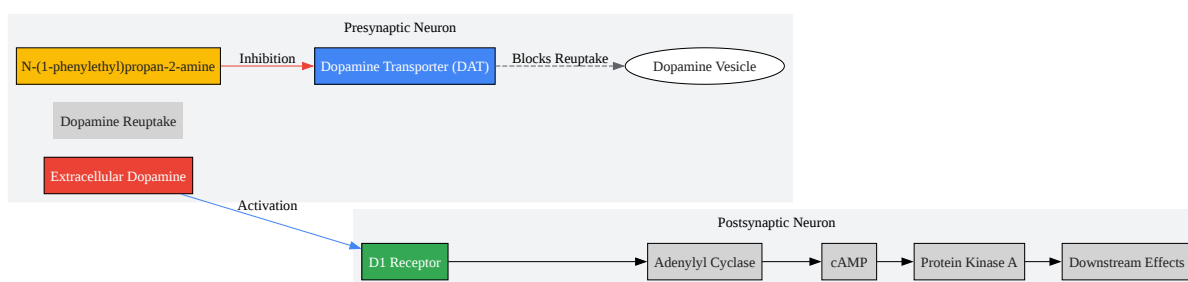 Presynaptic Neuron
N-(1-phenylethyl)propan-2-amine
Inhibition
Dopamine Transporter (DAT)
Blocks Reuptake
Dopamine Vesicle
Dopamine Reuptake
Extracellular Dopamine
Activation
Postsynaptic Neuron
D1 Receptor
Adenylyl Cyclase
cAMP
Protein Kinase A
Downstream Effects